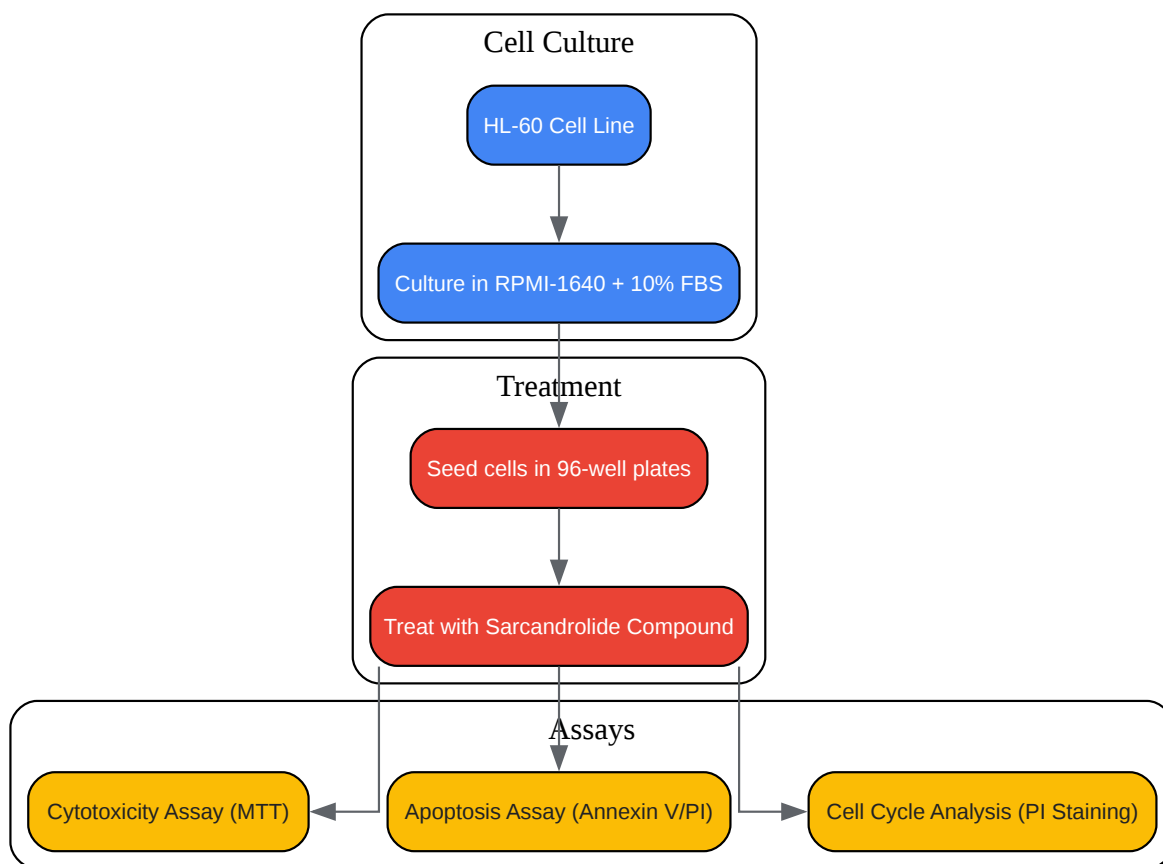 Cell Culture
HL-60 Cell Line
Culture in RPMI-1640 + 10% FBS
Treatment
Seed cells in 96-well plates
Treat with Sarcandrolide Compound
Assays
Cytotoxicity Assay (MTT)
Apoptosis Assay (Annexin V/PI)
Cell Cycle Analysis (PI Staining)